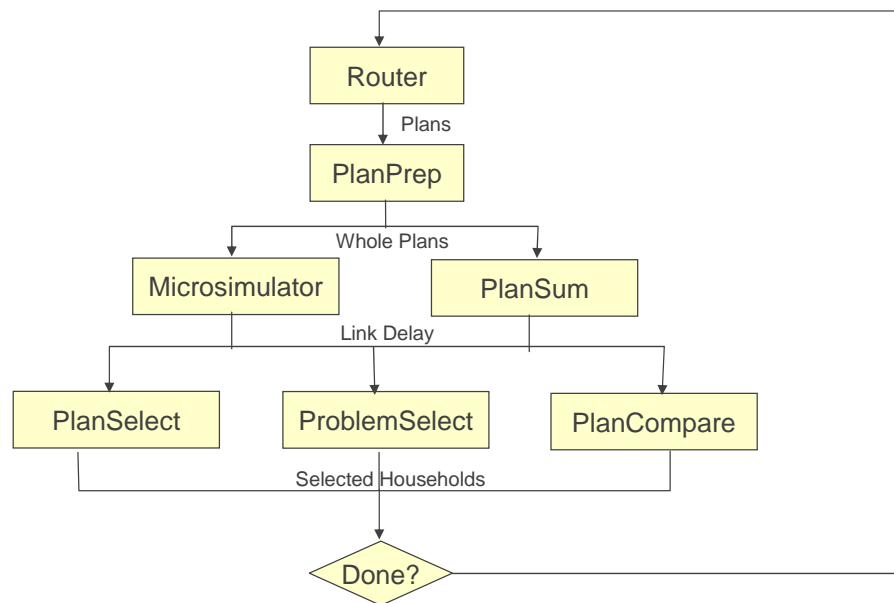 Router
Plans
PlanPrep
Whole Plans
Microsimulator
PlanSum
Link Delay
PlanSelect
ProblemSelect
PlanCompare
Selected Households
Done?